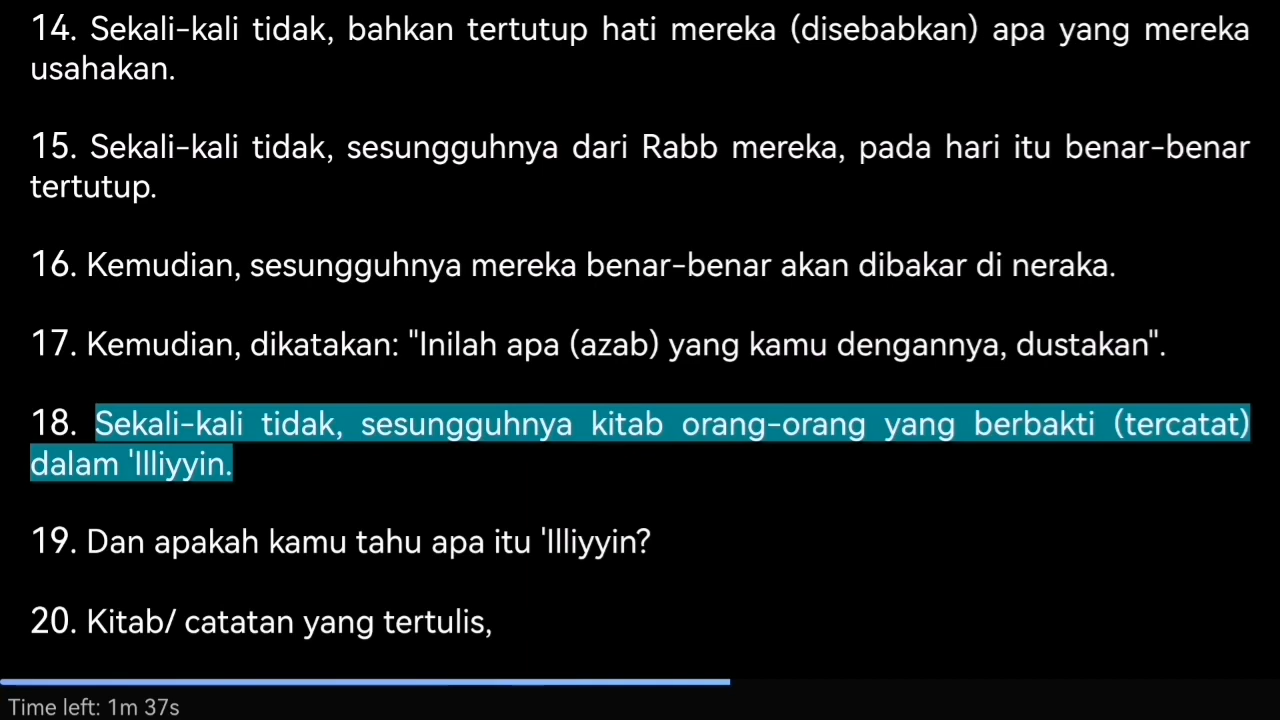 14. Sekali-kali tidak, bahkan tertutup hati mereka (disebabkan) apa yang mereka
usahakan.
15. Sekali-kali tidak, sesungguhnya dari Rabb mereka, pada hari itu benar-benar
tertutup.
16. Kemudian, sesungguhnya mereka benar-benar akan dibakar di neraka.
17. Kemudian, dikatakan: "Inilah apa (azab) yang kamu dengannya, dustakan".
18. Sekali-kali tidak, sesungguhnya kitab orang-orang yang berbakti (tercatat)
dalam 'Illiyyin.
19. Dan apakah kamu tahu apa itu 'Illiyyin?
20. Kitab/ catatan yang tertulis,
Time left: 1m 37s